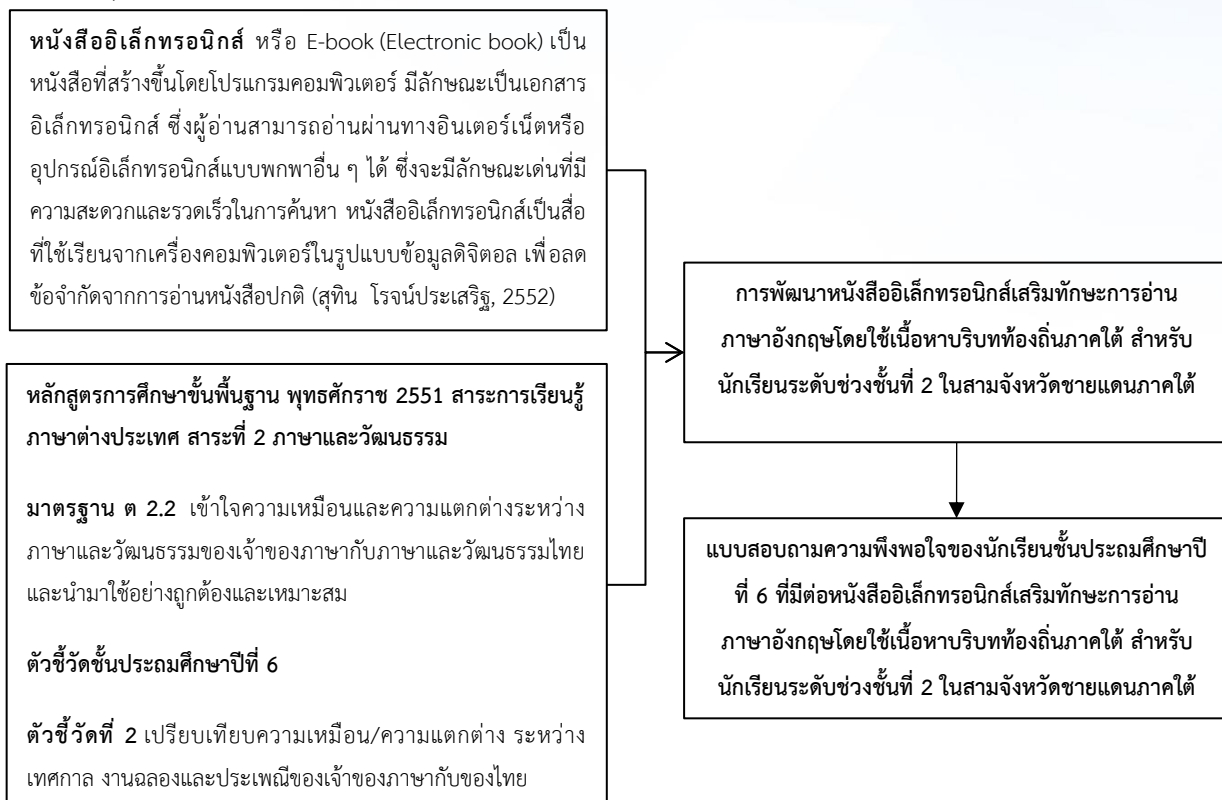 หนังสืออิเล็กทรอนิกส์ หรือ E-book (Electronic book) เป็น
หนังสือที่สร้างขึ้นโดยโปรแกรมคอมพิวเตอร์ มีลักษณะเป็นเอกสาร
อิเล็กทรอนิกส์ ซึ่งผู้อ่านสามารถอ่านผ่านทางอินเตอร์เน็ตหรือ
อุปกรณ์อิเล็กทรอนิกส์แบบพกพาอื่น ๆ ได้ ซึ่งจะมีลักษณะเด่นที่มี
ความสะดวกและรวดเร็วในการค้นหา หนังสืออิเล็กทรอนิกส์เป็นสื่อ
ที่ใช้เรียนจากเครื่องคอมพิวเตอร์ในรูปแบบข้อมูลดิจิตอล เพื่อลด
ข้อจำกัดจากการอ่านหนังสือปกติ (สุทิน โรจน์ประเสริฐ, 2552)
หลักสูตรการศึกษาขั้นพื้นฐาน พุทธศักราช 2551 สาระการเรียนรู้
ภาษาต่างประเทศ สาระที่ 2 ภาษาและวัฒนธรรม
มาตรฐาน ต 2.2 เข้าใจความเหมือนและความแตกต่างระหว่าง
ภาษาและวัฒนธรรมของเจ้าของภาษากับภาษาและวัฒนธรรมไทย
และนำมาใช้อย่างถูกต้องและเหมาะสม
ตัวชี้วัดชั้นประถมศึกษาปีที่ 6
ตัวชี้วัดที่ 2 เปรียบเทียบความเหมือน/ความแตกต่าง ระหว่าง
เทศกาล งานฉลองและประเพณีของเจ้าของภาษากับของไทย
การพัฒนาหนังสืออิเล็กทรอนิกส์เสริมทักษะการอ่าน
ภาษาอังกฤษโดยใช้เนื้อหาบริบทท้องถิ่นภาคใต้ สำหรับ
นักเรียนระดับช่วงชั้นที่ 2 ในสามจังหวัดชายแดนภาคใต้
แบบสอบถามความพึงพอใจของนักเรียนชั้นประถมศึกษาปี
ที่ 6 ที่มีต่อหนังสืออิเล็กทรอนิกส์เสริมทักษะการอ่าน
ภาษาอังกฤษโดยใช้เนื้อหาบริบทท้องถิ่นภาคใต้ สำหรับ
นักเรียนระดับช่วงชั้นที่ 2 ในสามจังหวัดชายแดนภาคใต้